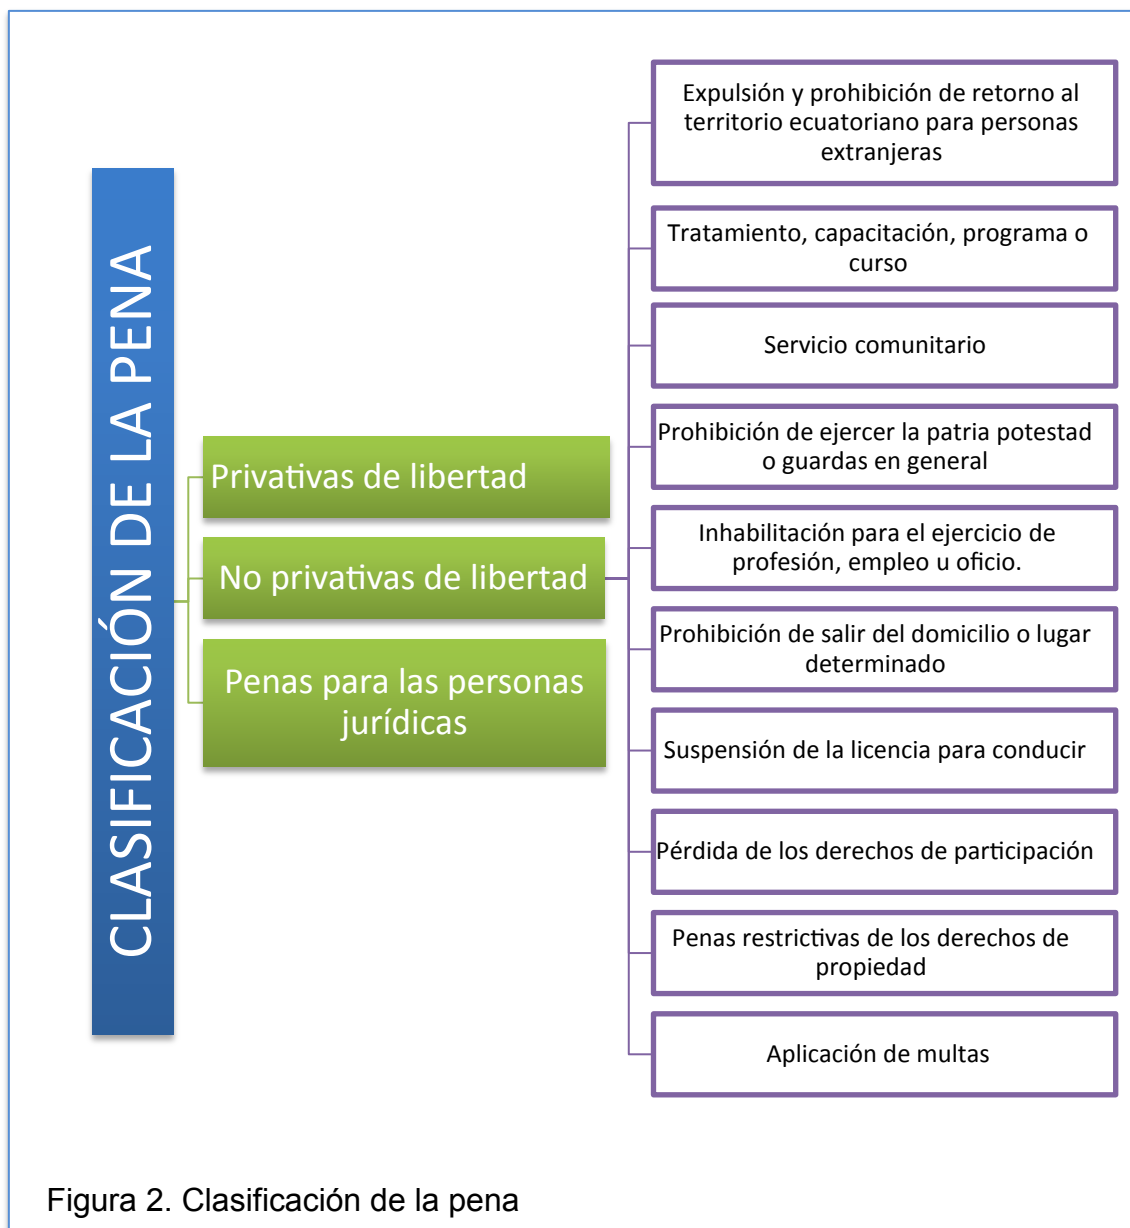 CLASIFICACIÓN DE LA PENA
Privativas de libertad
No privativas de libertad
Penas para las personas
jurídicas
Expulsión y prohibición de retorno al
territorio ecuatoriano para personas
extranjeras
Tratamiento, capacitación, programa o
curso
Servicio comunitario
Prohibición de ejercer la patria potestad
o guardas en general
Inhabilitación para el ejercicio de
profesión, empleo u oficio.
Prohibición de salir del domicilio o lugar
determinado
Suspensión de la licencia para conducir
Pérdida de los derechos de participación
Penas restrictivas de los derechos de
propiedad
Aplicación de multas
Figura 2. Clasificación de la pena